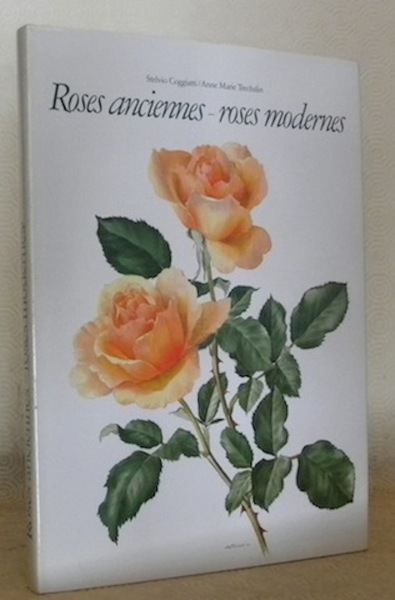 Stelvio Coggiatti / Anne Marie Trechslin
Roses anciennes - roses modernes